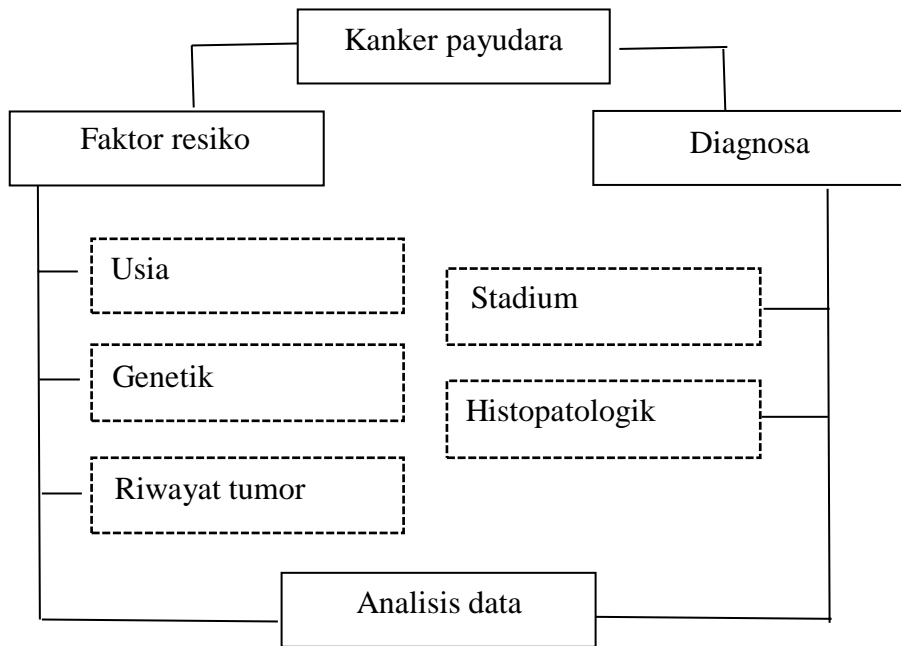 Kanker payudara
Faktor resiko
Diagnosa
Usia
Stadium
Genetik
Histopatologik
Riwayat tumor
Analisis data